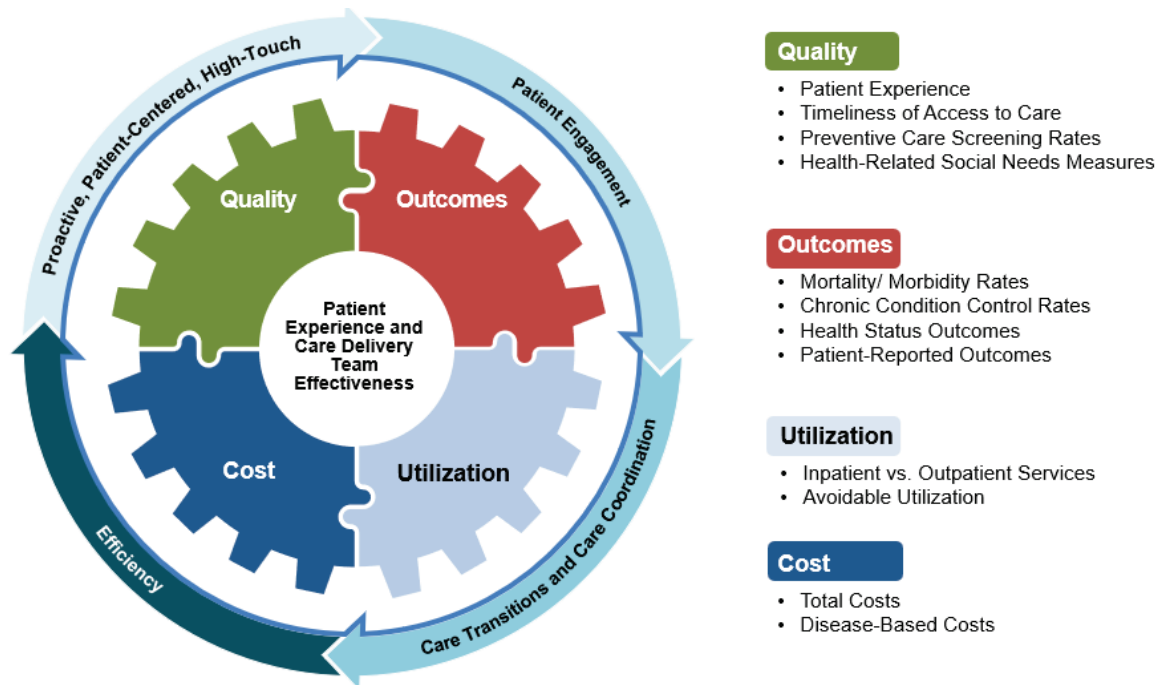 Proactive, Patient-Centered, High-Touch
Patient Engagement
Care Transitions and Care Coordination
Efficiency
Quality
Outcomes
Patient
Experience and
Care Delivery
Team
Effectiveness
Cost
Utilization
Quality
• Patient Experience
• Timeliness of Access to Care
• Preventive Care Screening Rates
• Health-Related Social Needs Measures
Outcomes
• Mortality/ Morbidity Rates
• Chronic Condition Control Rates
• Health Status Outcomes
• Patient-Reported Outcomes
Utilization
• Inpatient vs. Outpatient Services
• Avoidable Utilization
Cost
• Total Costs
• Disease-Based Costs